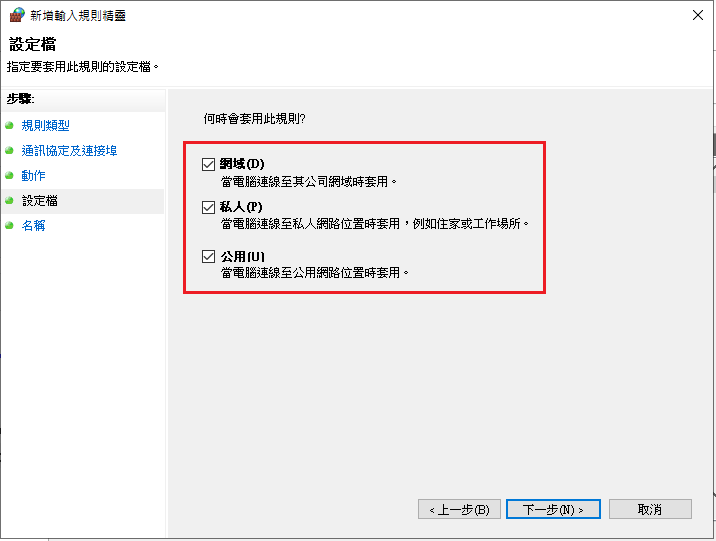 新增輸入規則精靈
設定檔
指定要套用此規則的設定檔。
步驟:
規則類型
通訊協定及連接埠
動作
設定檔
名稱
何時會套用此規則?
網域(D)
當電腦連線至其公司網域時套用。
私人(P)
當電腦連線至私人網路位置時套用，例如住家或工作場所。
公用(U)
當電腦連線至公用網路位置時套用。
< 上一步(B)
下一步(N) >
取消